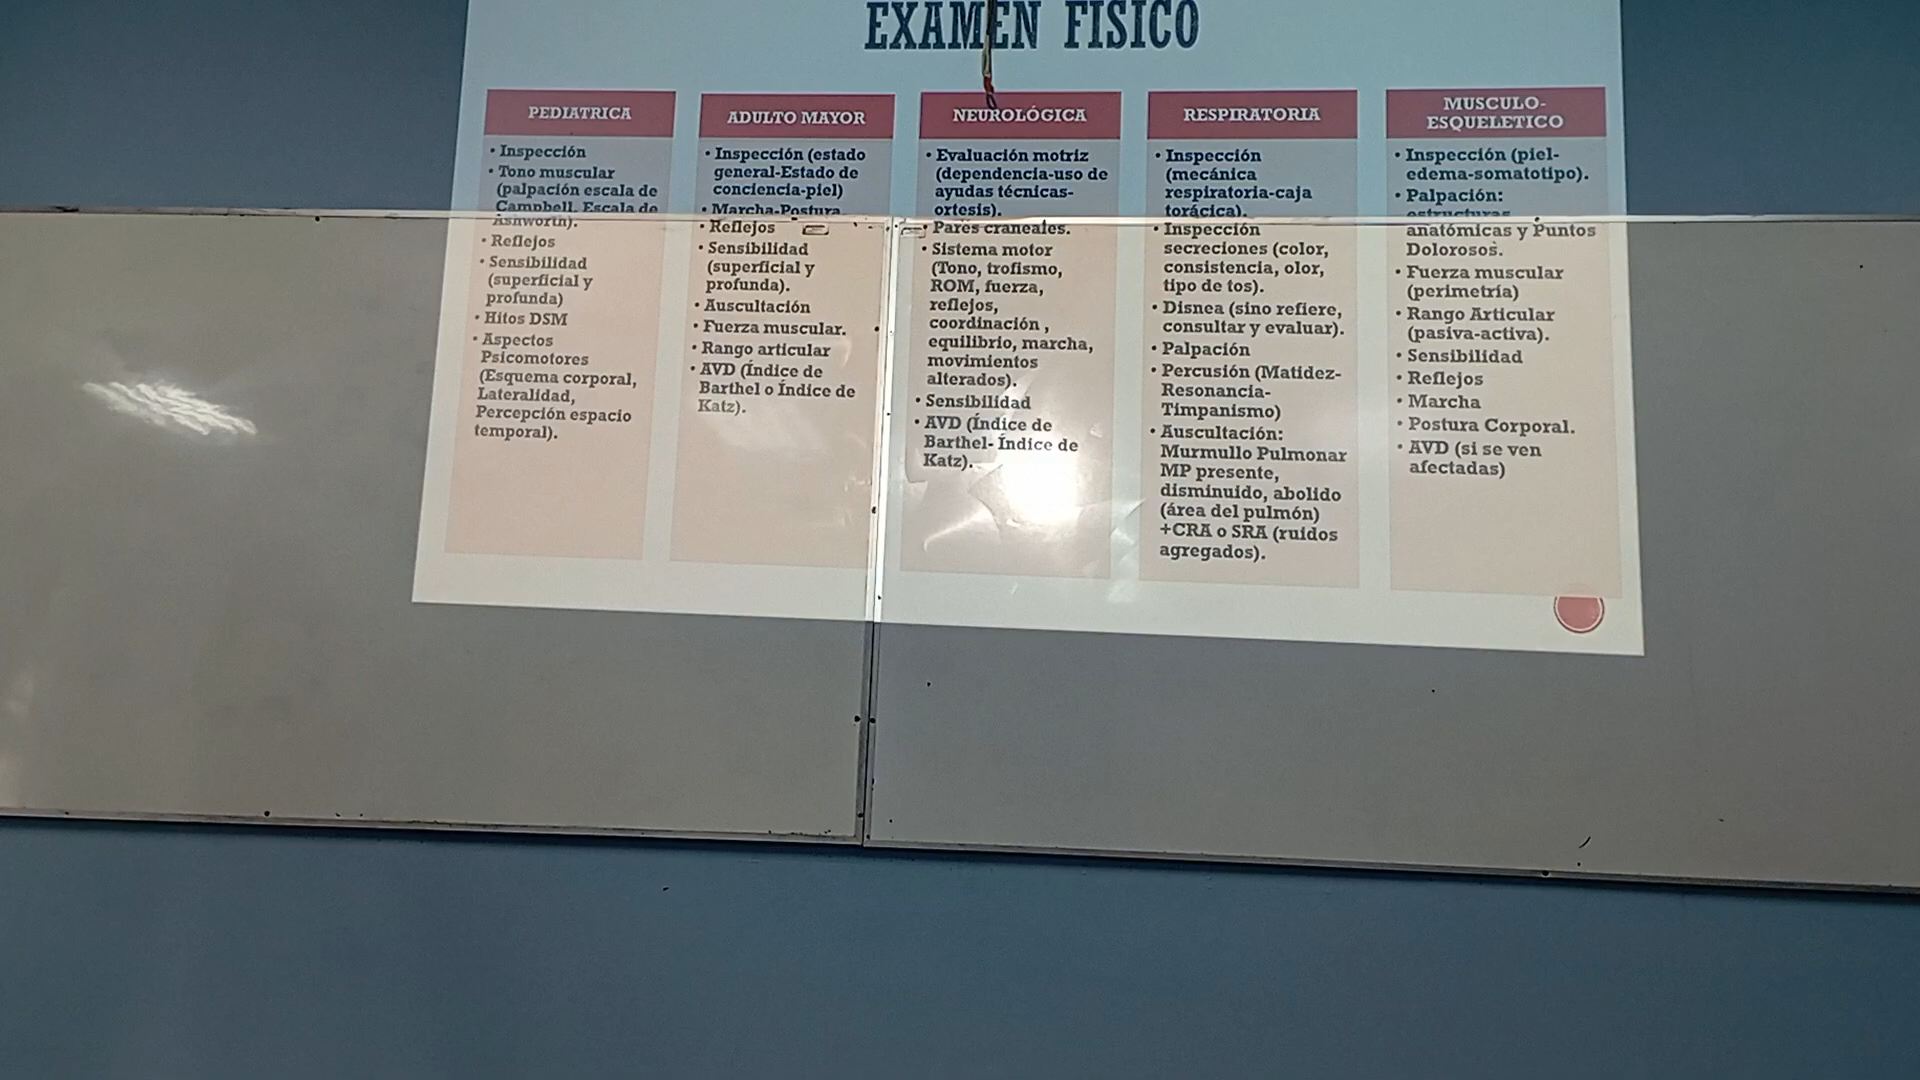 EXAMEN FISICO
PEDIATRICA
• Inspección
• Tono muscular
(palpación escala de
Campbell. Escala de
Ashworth).
• Reflejos
• Sensibilidad
(superficial y
profunda)
• Hitos DSM
• Aspectos
Psicomotores
(Esquema corporal,
Lateralidad,
Percepción espacio
temporal).
ADULTO MAYOR
• Inspección (estado
general-Estado de
conciencia-piel)
• Marcha-Postura
• Reflejos
• Sensibilidad
(superficial y
profunda).
• Auscultación
• Fuerza muscular.
• Rango articular
• AVD (Índice de
Barthel o Índice de
Katz).
NEUROLÓGICA
• Evaluación motriz
(dependencia-uso de
ayudas técnicas-
ortesis).
• Pares craneales.
• Sistema motor
(Tono, trofismo,
ROM, fuerza,
reflejos,
coordinación ,
equilibrio, marcha,
movimientos
alterados).
• Sensibilidad
• AVD (Índice de
Barthel- Índice de
Katz).
RESPIRATORIA
• Inspección
(mecánica
respiratoria-caja
torácica).
• Inspección
secreciones (color,
consistencia, olor,
tipo de tos).
• Disnea (sino refiere,
consultar y evaluar).
• Palpación
• Percusión (Matidez-
Resonancia-
Timpanismo)
• Auscultación:
Murmullo Pulmonar
MP presente,
disminuido, abolido
(área del pulmón)
+CRA o SRA (ruidos
agregados).
MUSCULO-
ESQUELETICO
• Inspección (piel-
edema-somatotipo).
• Palpación:
estructuras
anatómicas y Puntos
Dolorosos.
• Fuerza muscular
(perimetría)
• Rango Articular
(pasiva-activa).
• Sensibilidad
• Reflejos
• Marcha
• Postura Corporal.
• AVD (si se ven
afectadas)